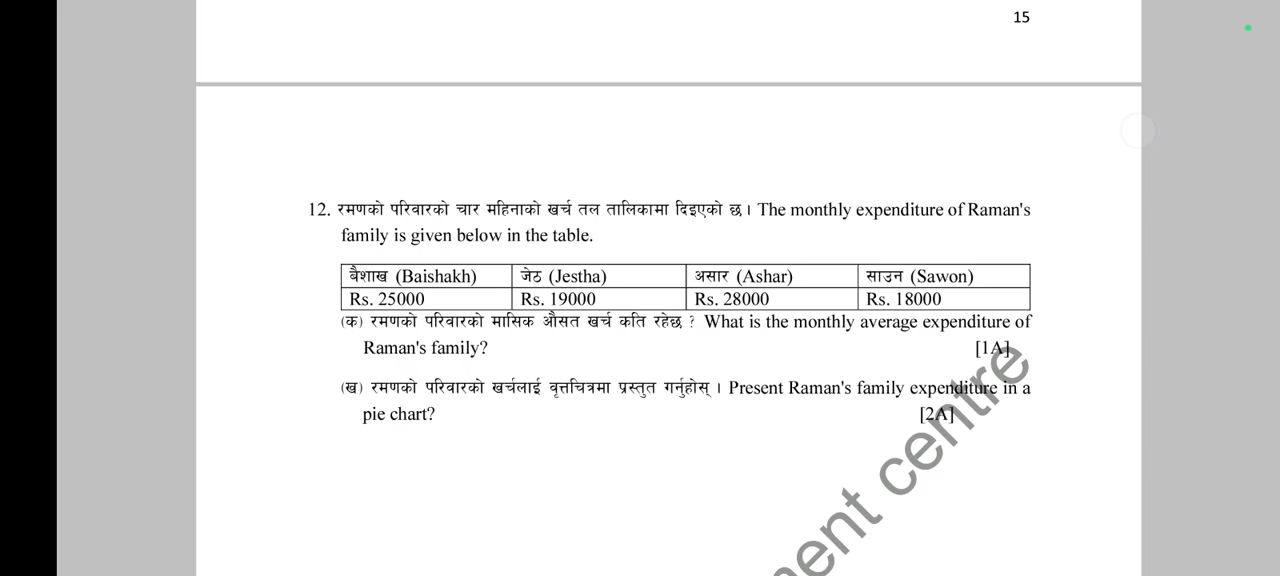 15
12. रमणको परिवारको चार महिनाको खर्च तल तालिकामा दिइएको छ। The monthly expenditure of Raman's
family is given below in the table.
बैशाख (Baishakh) जेठ (Jestha) असार (Ashar) साउन (Sawon)
Rs. 25000 Rs. 19000 Rs. 28000 Rs. 18000
(क) रमणको परिवारको मासिक औसत खर्च कति रहेछ ? What is the monthly average expenditure of
Raman's family? [1A]
(ख) रमणको परिवारको खर्चलाई वृत्तचित्रमा प्रस्तुत गर्नुहोस् । Present Raman's family expenditure in a
pie chart? [2A]
centre